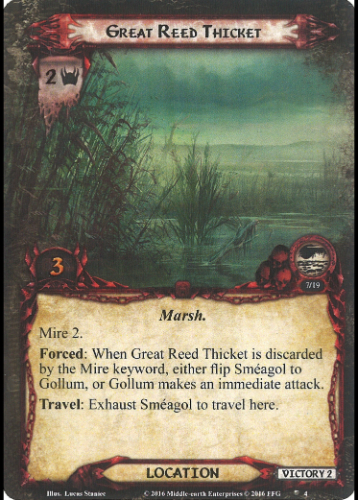 GREAT REED THICKET
2
3
7/19
Marsh.
Mire 2.
Forced: When Great Reed Thicket is discarded
by the Mire keyword, either flip Sméagol to
Gollum, or Gollum makes an immediate attack.
Travel: Exhaust Sméagol to travel here.
LOCATION
VICTORY 2
Illus. Lucas Staniec
© 2016 Middle-earth Enterprises © 2016 FFG
4